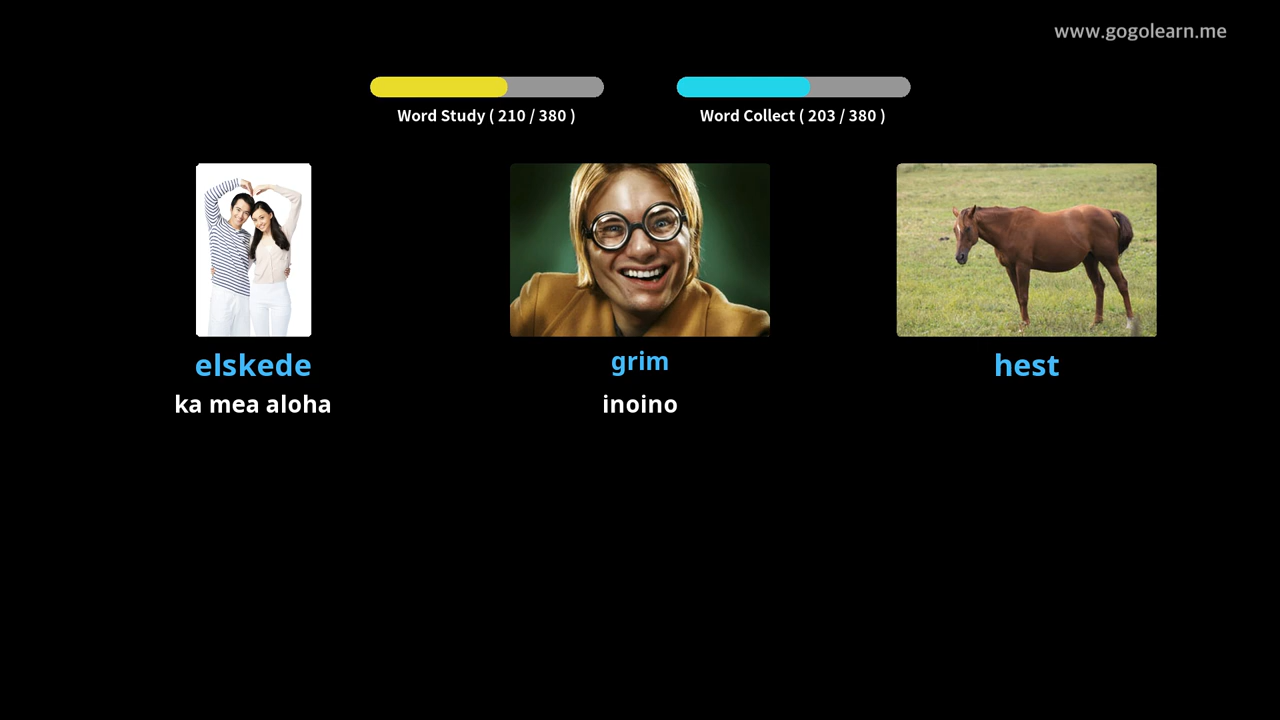 www.gogolearn.me
Word Study ( 210 / 380 )
Word Collect ( 203 / 380 )
elskede
grim
hest
ka mea aloha
inoino